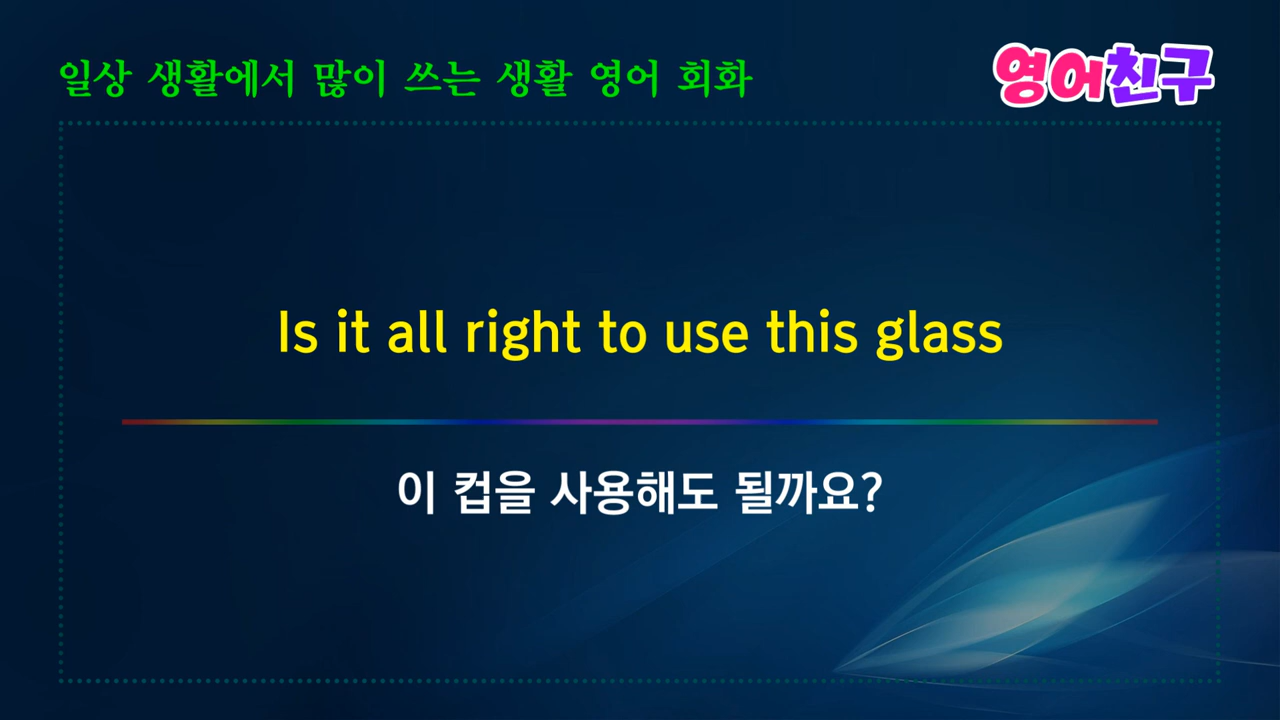 일상 생활에서 많이 쓰는 생활 영어 회화
영어친구
Is it all right to use this glass
이 컵을 사용해도 될까요?